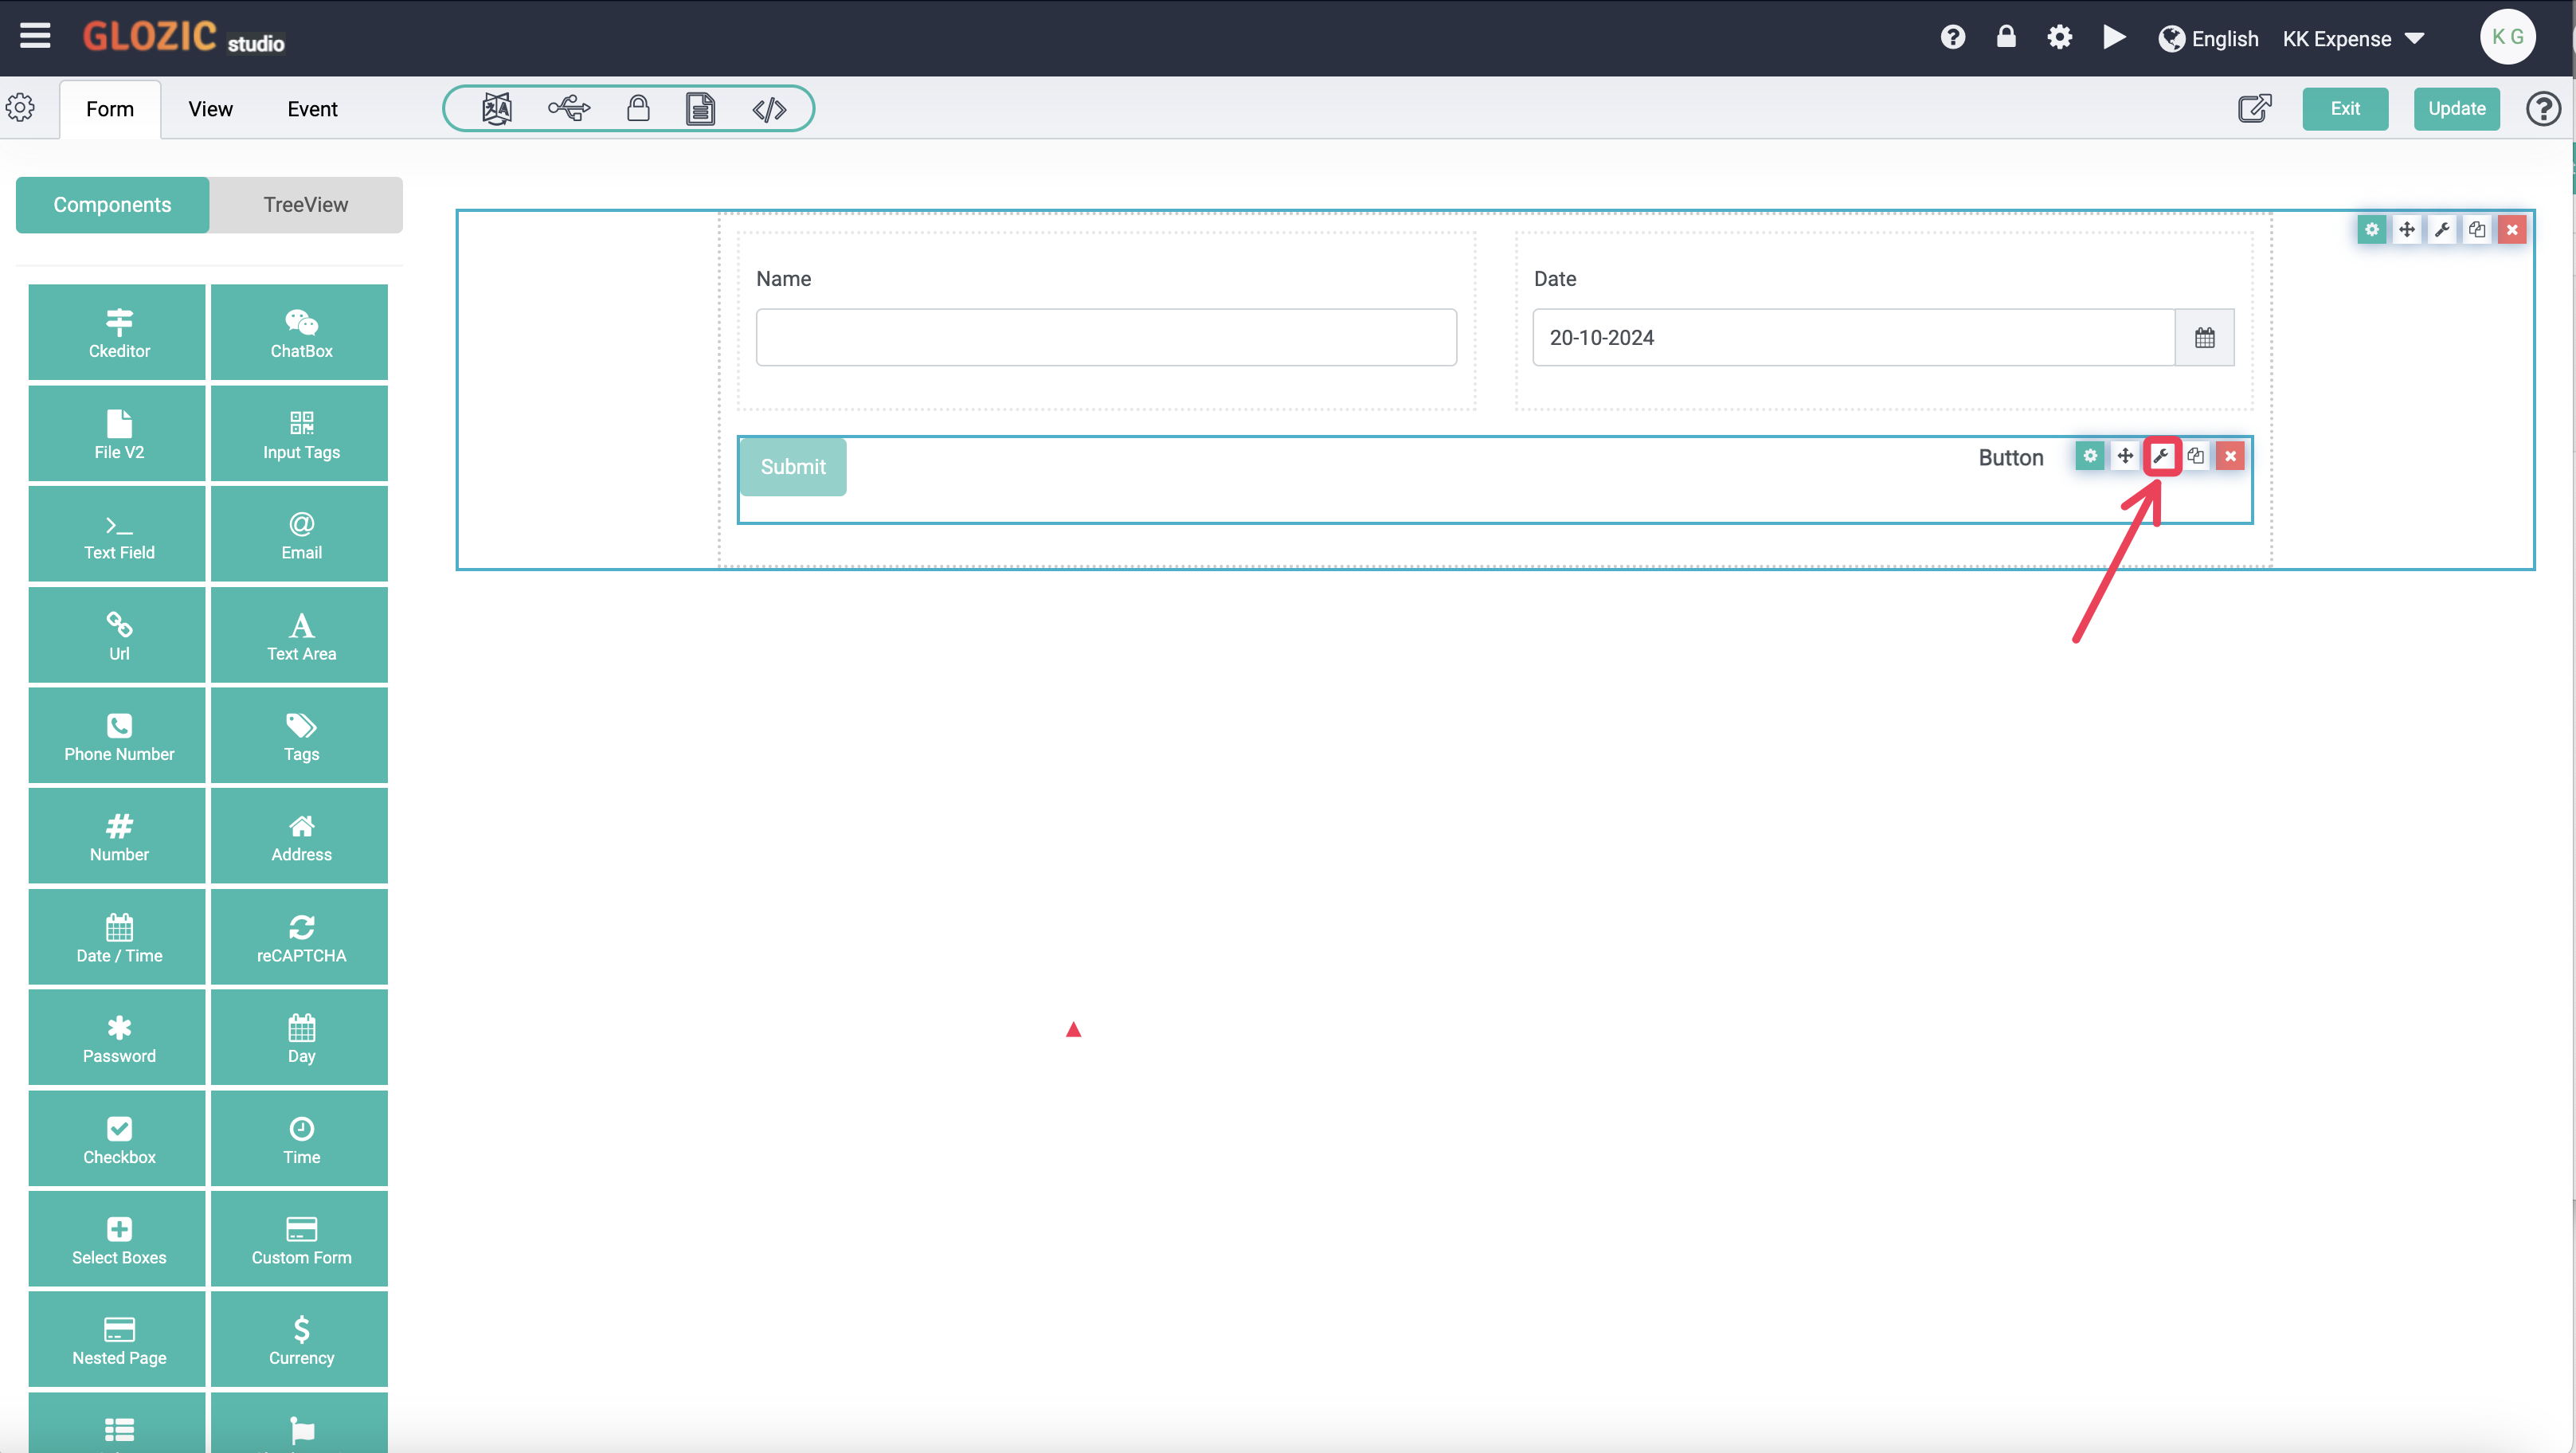 GLOZIC studio
English
KK Expense
K G
Form
View
Event
Exit
Update
Components
TreeView
Name
Date
20-10-2024
Submit
Button
Ckeditor
ChatBox
File V2
Input Tags
Text Field
Email
Url
Text Area
Phone Number
Tags
Number
Address
Date / Time
reCAPTCHA
Password
Day
Checkbox
Time
Select Boxes
Custom Form
Nested Page
Currency